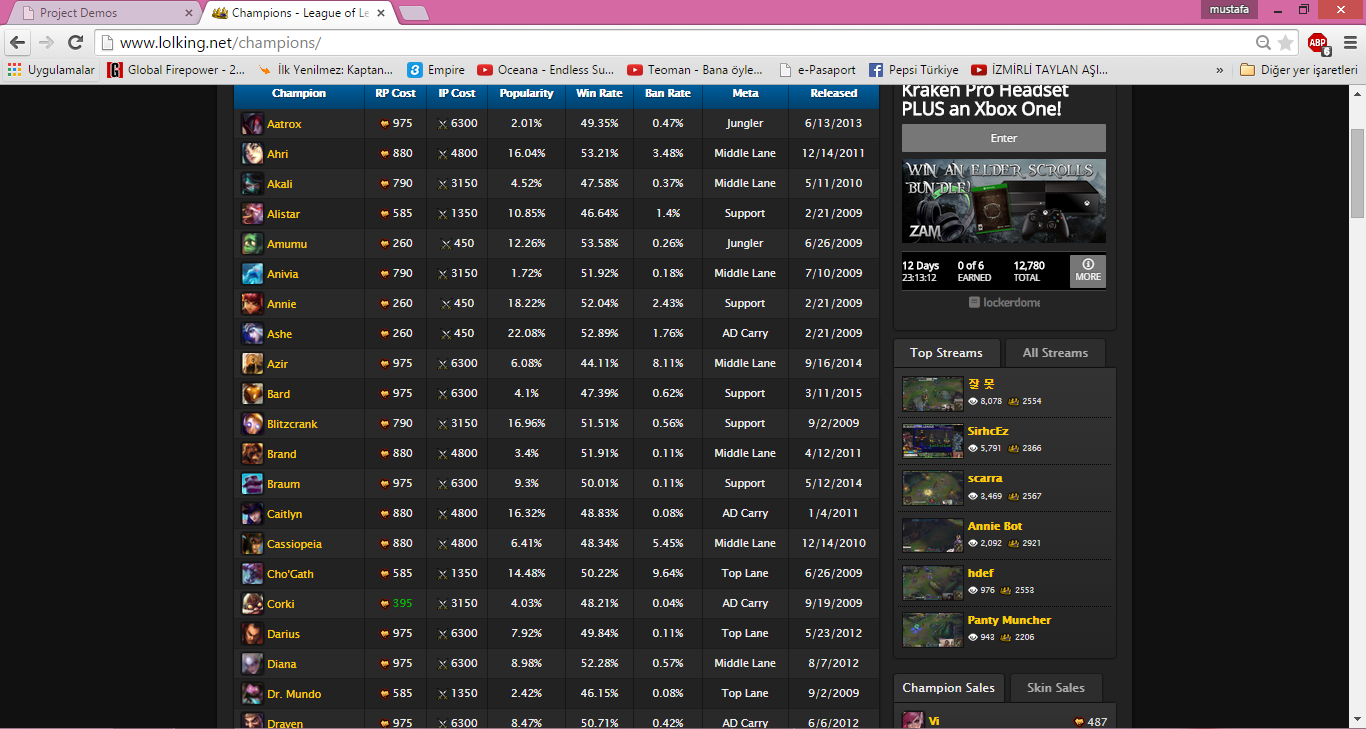 Project Demos
Champions - League of Le
mustafa
www.lolking.net/champions/
ABP
6
Uygulamalar
Global Firepower - 2...
İlk Yenilmez: Kaptan...
Empire
Oceana - Endless Su...
Teoman - Bana öyle...
e-Pasaport
Pepsi Türkiye
İZMİRLİ TAYLAN AŞI...
»
Diğer yer işaretleri
Champion RP Cost IP Cost Popularity Win Rate Ban Rate Meta Released
Aatrox 975 6300 2.01% 49.35% 0.47% Jungler 6/13/2013
Ahri 880 4800 16.04% 53.21% 3.48% Middle Lane 12/14/2011
Akali 790 3150 4.52% 47.58% 0.37% Middle Lane 5/11/2010
Alistar 585 1350 10.85% 46.64% 1.4% Support 2/21/2009
Amumu 260 450 12.26% 53.58% 0.26% Jungler 6/26/2009
Anivia 790 3150 1.72% 51.92% 0.18% Middle Lane 7/10/2009
Annie 260 450 18.22% 52.04% 2.43% Support 2/21/2009
Ashe 260 450 22.08% 52.89% 1.76% AD Carry 2/21/2009
Azir 975 6300 6.08% 44.11% 8.11% Middle Lane 9/16/2014
Bard 975 6300 4.1% 47.39% 0.62% Support 3/11/2015
Blitzcrank 790 3150 16.96% 51.51% 0.56% Support 9/2/2009
Brand 880 4800 3.4% 51.91% 0.11% Middle Lane 4/12/2011
Braum 975 6300 9.3% 50.01% 0.11% Support 5/12/2014
Caitlyn 880 4800 16.32% 48.83% 0.08% AD Carry 1/4/2011
Cassiopeia 880 4800 6.41% 48.34% 5.45% Middle Lane 12/14/2010
Cho'Gath 585 1350 14.48% 50.22% 9.64% Top Lane 6/26/2009
Corki 395 3150 4.03% 48.21% 0.04% AD Carry 9/19/2009
Darius 975 6300 7.92% 49.84% 0.11% Top Lane 5/23/2012
Diana 975 6300 8.98% 52.28% 0.57% Middle Lane 8/7/2012
Dr. Mundo 585 1350 2.42% 46.15% 0.08% Top Lane 9/2/2009
Draven 975 6300 8.47% 50.71% 0.42% AD Carry 6/6/2012
Kraken Pro Headset
PLUS an Xbox One!
Enter
WIN AN ELDER SCROLLS
BUNDLE!
ZAM
12 Days 0 of 6 12,780
23:13:12 EARNED TOTAL MORE
lockerdome
Top Streams All Streams
잘 못
8,078 2554
SirhcEz
5,791 2366
scarra
3,469 2567
Annie Bot
2,092 2921
hdef
976 2553
Panty Muncher
943 2206
Champion Sales Skin Sales
Vi 487